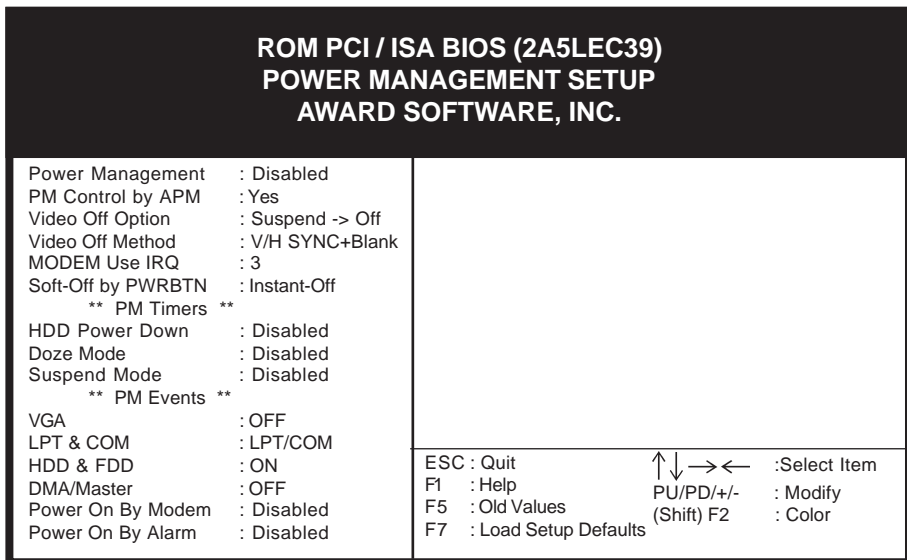 ROM PCI / ISA BIOS (2A5LEC39)
POWER MANAGEMENT SETUP
AWARD SOFTWARE, INC.
Power Management : Disabled
PM Control by APM : Yes
Video Off Option : Suspend -> Off
Video Off Method : V/H SYNC+Blank
MODEM Use IRQ : 3
Soft-Off by PWRBTN : Instant-Off
** PM Timers **
HDD Power Down : Disabled
Doze Mode : Disabled
Suspend Mode : Disabled
** PM Events **
VGA : OFF
LPT & COM : LPT/COM
HDD & FDD : ON
DMA/Master : OFF
Power On By Modem : Disabled
Power On By Alarm : Disabled
ESC : Quit ↑↓→← :Select Item
F1 : Help PU/PD/+/- : Modify
F5 : Old Values (Shift) F2 : Color
F7 : Load Setup Defaults